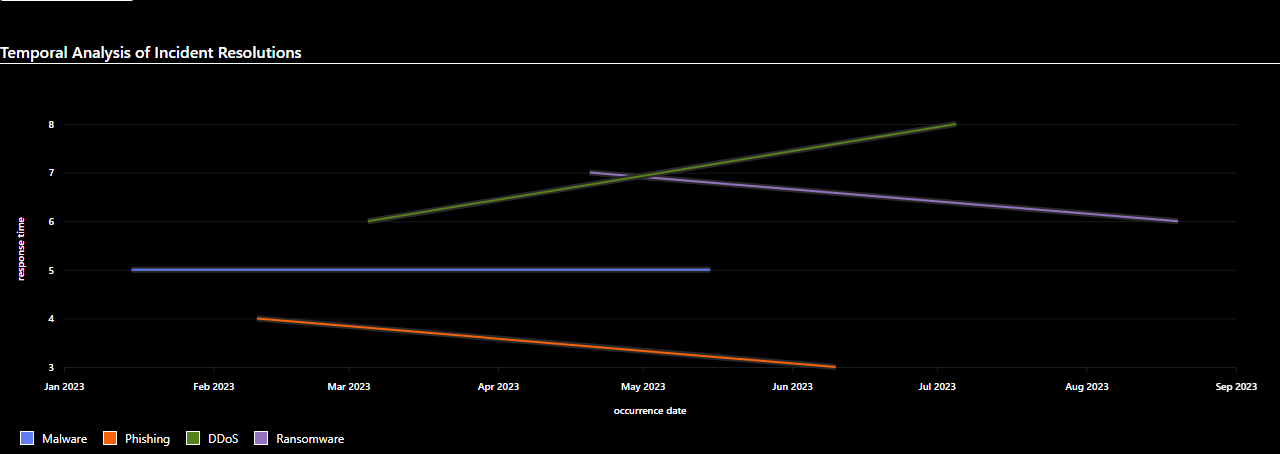 Temporal Analysis of Incident Resolutions
8
7
6
5
4
3
response time
Jan 2023 Feb 2023 Mar 2023 Apr 2023 May 2023 Jun 2023 Jul 2023 Aug 2023 Sep 2023
occurrence date
Malware Phishing DDoS Ransomware